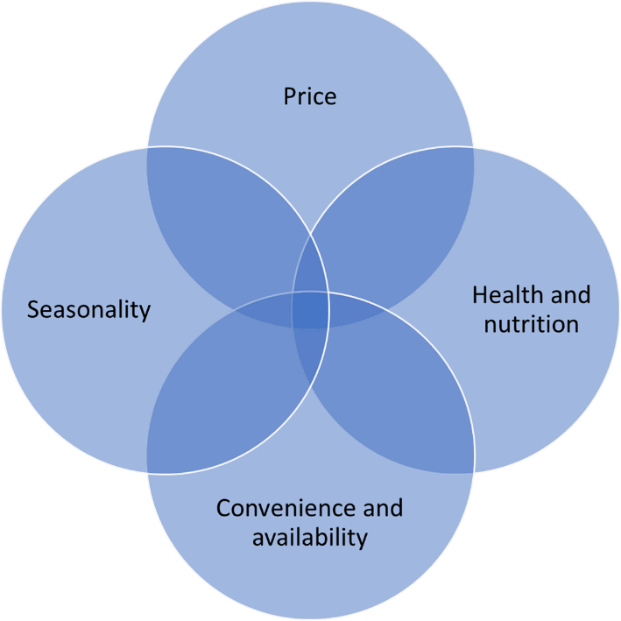 Price
Seasonality
Health and
nutrition
Convenience and
availability